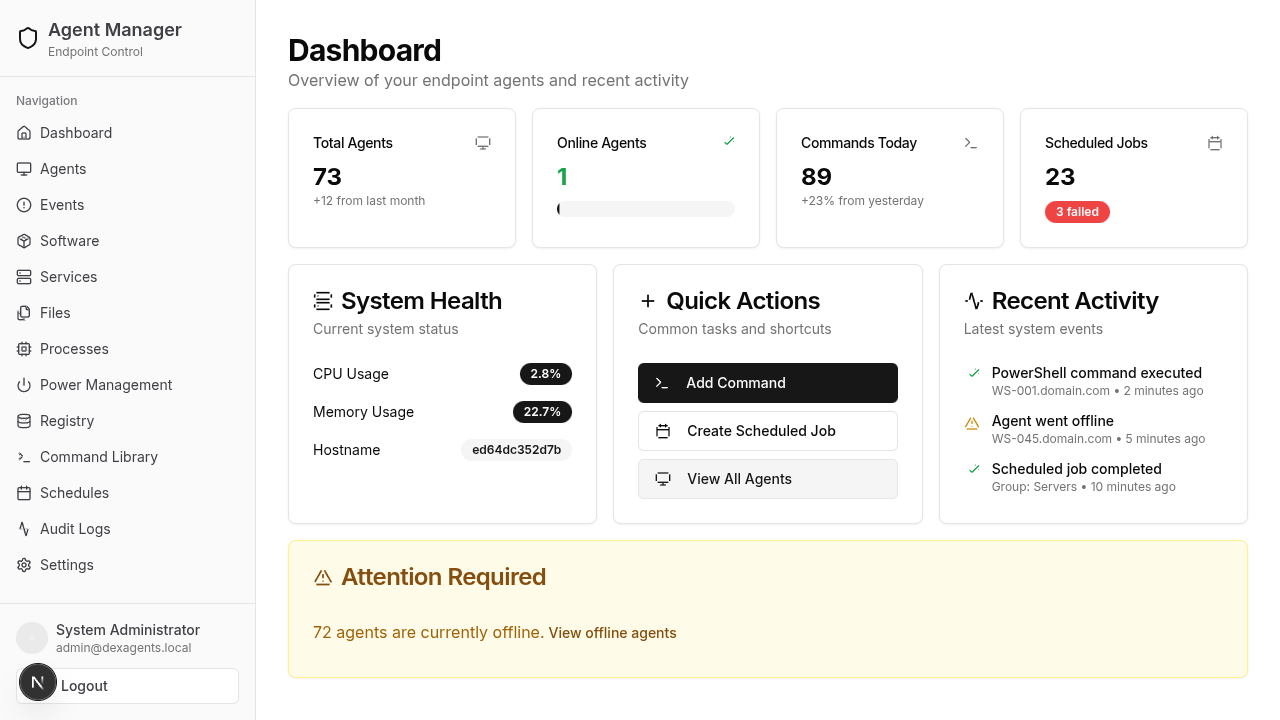 Agent Manager
Endpoint Control
Navigation
Dashboard
Agents
Events
Software
Services
Files
Processes
Power Management
Registry
Command Library
Schedules
Audit Logs
Settings
System Administrator
admin@dexagents.local
N
Logout
Dashboard
Overview of your endpoint agents and recent activity
Total Agents
73
+12 from last month
Online Agents
1
Commands Today
89
+23% from yesterday
Scheduled Jobs
23
3 failed
System Health
Current system status
CPU Usage
2.8%
Memory Usage
22.7%
Hostname
ed64dc352d7b
Quick Actions
Common tasks and shortcuts
Add Command
Create Scheduled Job
View All Agents
Recent Activity
Latest system events
PowerShell command executed
WS-001.domain.com • 2 minutes ago
Agent went offline
WS-045.domain.com • 5 minutes ago
Scheduled job completed
Group: Servers • 10 minutes ago
Attention Required
72 agents are currently offline. View offline agents